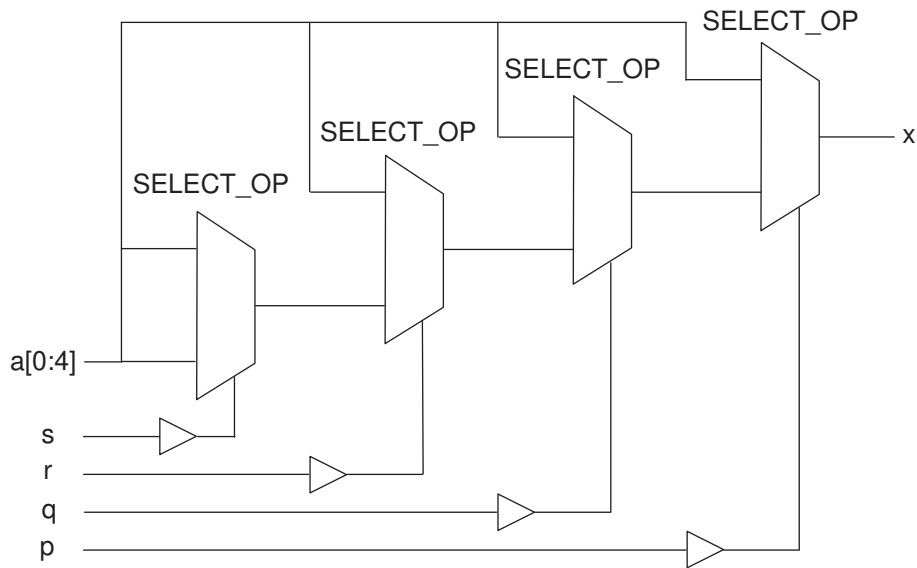 SELECT_OP
SELECT_OP
SELECT_OP
SELECT_OP
x
a[0:4]
s
r
q
p